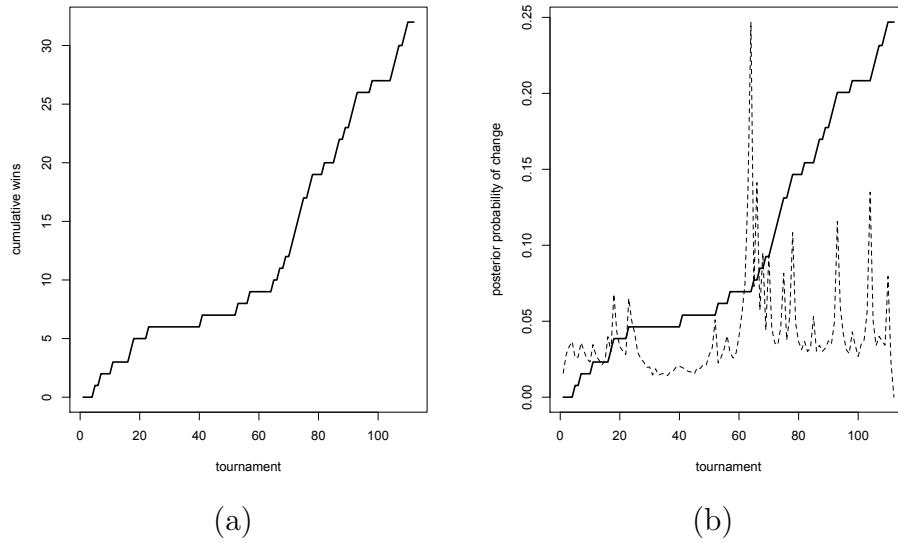 30
25
20
15
10
5
0
cumulative wins
0 20 40 60 80 100
tournament
(a)
0.25
0.20
0.15
0.10
0.05
0.00
posterior probability of change
0 20 40 60 80 100
tournament
(b)